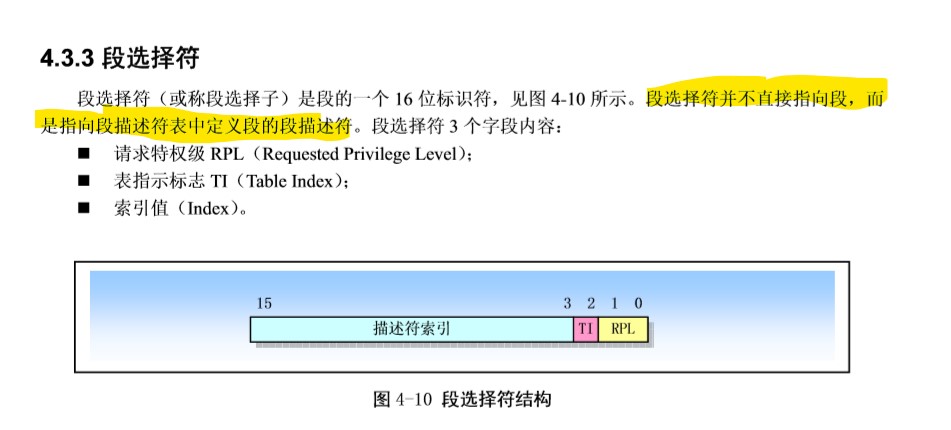 4.3.3 段选择符
段选择符（或称段选择子）是段的一个 16 位标识符，见图 4-10 所示。段选择符并不直接指向段，而
是指向段描述符表中定义段的段描述符。段选择符 3 个字段内容：
■ 请求特权级 RPL（Requested Privilege Level）；
■ 表指示标志 TI（Table Index）；
■ 索引值（Index）。
15 3 2 1 0
描述符索引 TI RPL
图 4-10 段选择符结构